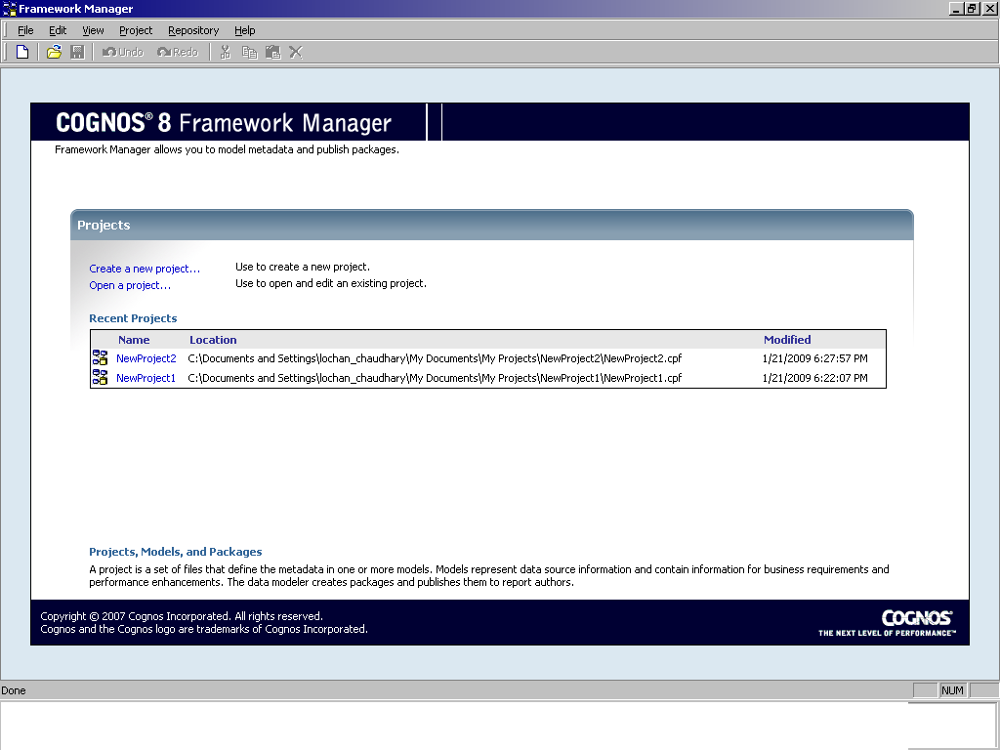 Framework Manager
File Edit View Project Repository Help
Undo Redo
COGNOS® 8 Framework Manager
Framework Manager allows you to model metadata and publish packages.
Projects
Create a new project... Use to create a new project.
Open a project... Use to open and edit an existing project.
Recent Projects
Name Location Modified
NewProject2 C:\Documents and Settings\lochan_chaudhary\My Documents\My Projects\NewProject2\NewProject2.cpf 1/21/2009 6:27:57 PM
NewProject1 C:\Documents and Settings\lochan_chaudhary\My Documents\My Projects\NewProject1\NewProject1.cpf 1/21/2009 6:22:07 PM
Projects, Models, and Packages
A project is a set of files that define the metadata in one or more models. Models represent data source information and contain information for business requirements and
performance enhancements. The data modeler creates packages and publishes them to report authors.
Copyright © 2007 Cognos Incorporated. All rights reserved.
Cognos and the Cognos logo are trademarks of Cognos Incorporated.
COGNOS®
THE NEXT LEVEL OF PERFORMANCE™
Done NUM